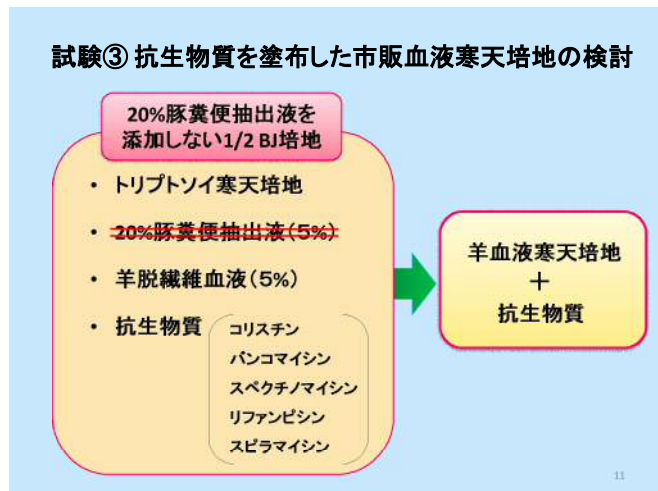 試験③ 抗生物質を塗布した市販血液寒天培地の検討
20%豚糞便抽出液を
添加しない1/2 BJ培地
• トリプトソイ寒天培地
• 20%豚糞便抽出液(5%)
• 羊脱繊維血液(5%)
• 抗生物質
コリスチン
バンコマイシン
スペクチノマイシン
リファンピシン
スピラマイシン
羊血液寒天培地
+
抗生物質
11